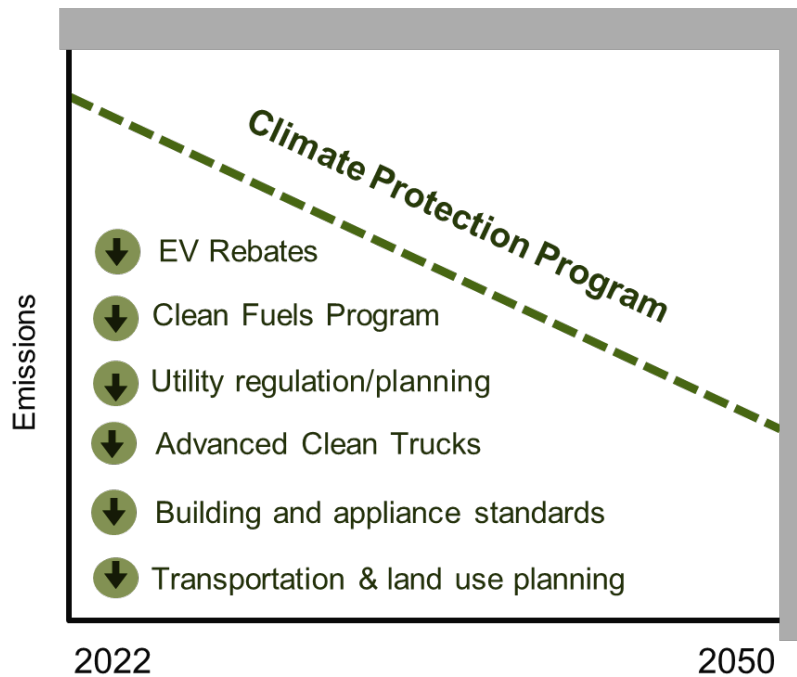 Climate Protection Program
EV Rebates
Clean Fuels Program
Utility regulation/planning
Advanced Clean Trucks
Building and appliance standards
Transportation & land use planning
Emissions
2022
2050